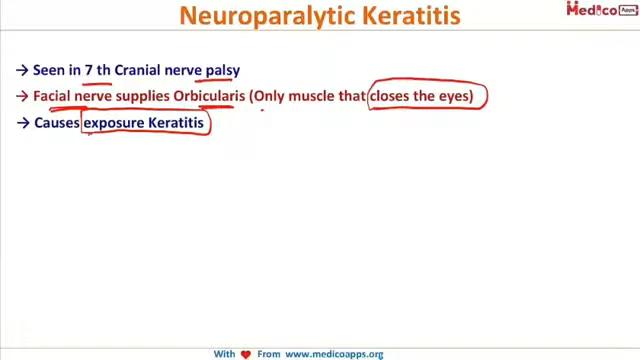 Neuroparalytic Keratitis
Medico Apps
→ Seen in 7 th Cranial nerve palsy
→ Facial nerve supplies Orbicularis (Only muscle that closes the eyes)
→ Causes exposure Keratitis
With ❤ From www.medicoapps.org